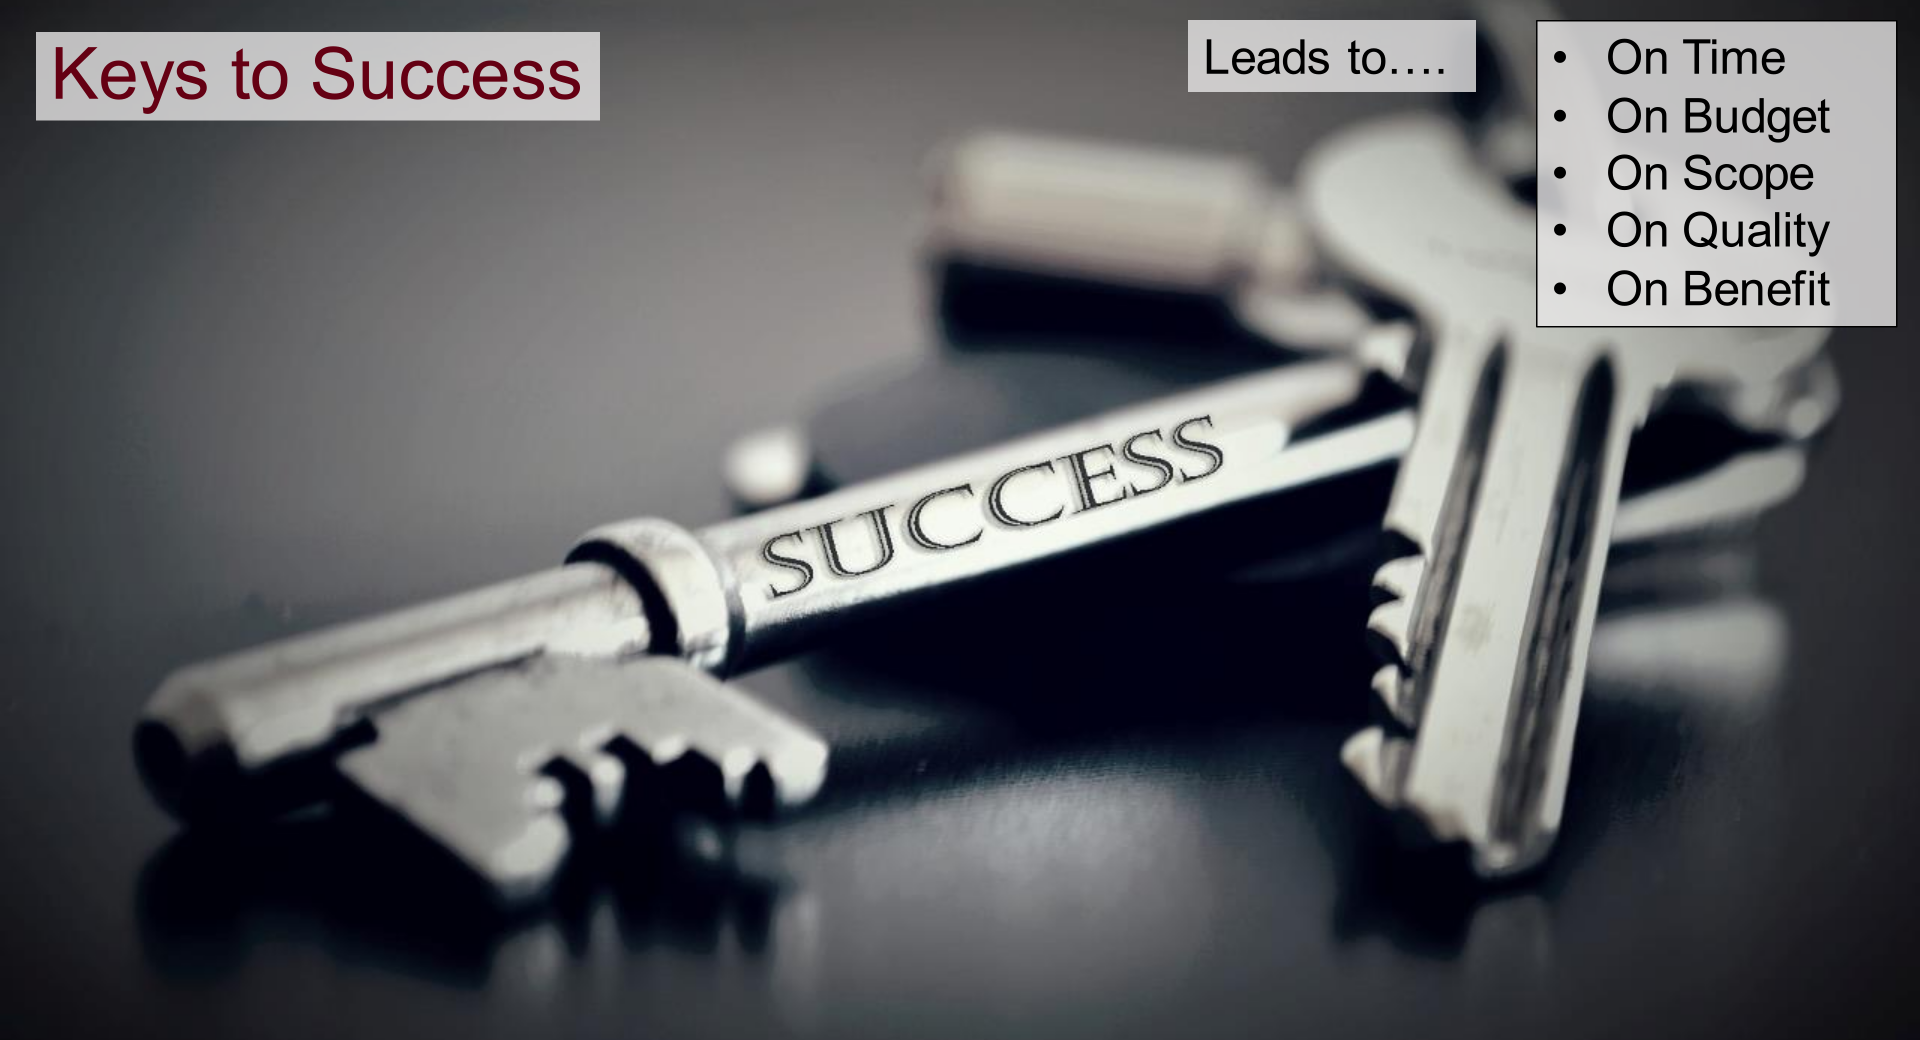 Keys to Success
Leads to….
• On Time
• On Budget
• On Scope
• On Quality
• On Benefit
SUCCESS